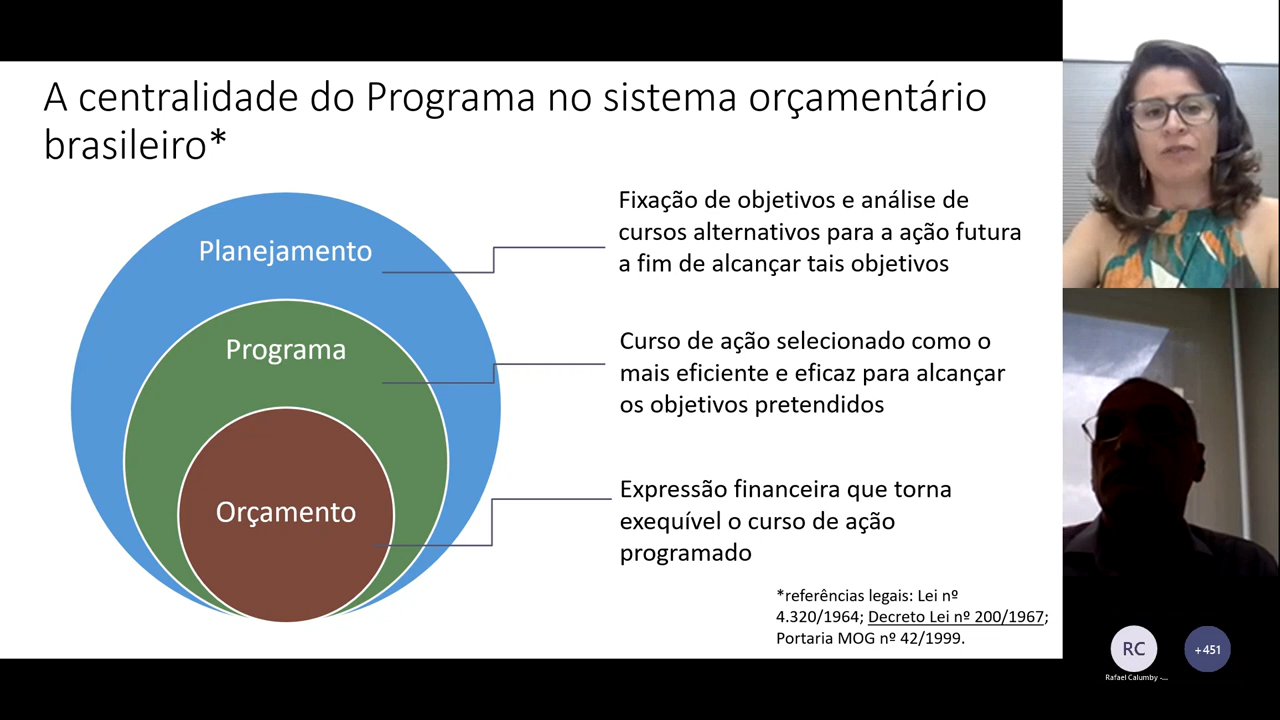 A centralidade do Programa no sistema orçamentário
brasileiro*
Planejamento
Fixação de objetivos e análise de
cursos alternativos para a ação futura
a fim de alcançar tais objetivos
Programa
Curso de ação selecionado como o
mais eficiente e eficaz para alcançar
os objetivos pretendidos
Orçamento
Expressão financeira que torna
exequível o curso de ação
programado
*referências legais: Lei nº
4.320/1964; Decreto Lei nº 200/1967;
Portaria MOG nº 42/1999.
RC
+451
Rafael Calumby -...